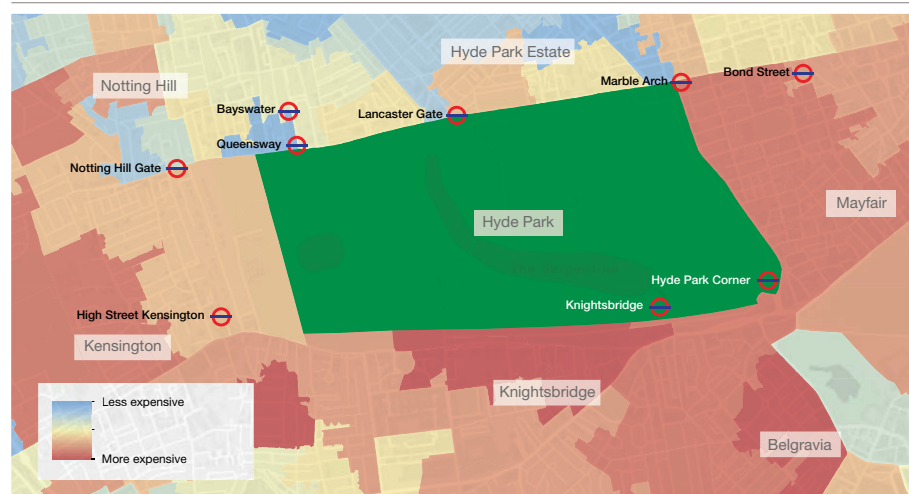 Hyde Park Estate
Bond Street
Marble Arch
Notting Hill
Bayswater
Lancaster Gate
Queensway
Notting Hill Gate
Mayfair
Hyde Park
Hyde Park Corner
Knightsbridge
High Street Kensington
Kensington
Knightsbridge
Less expensive
Belgravia
More expensive